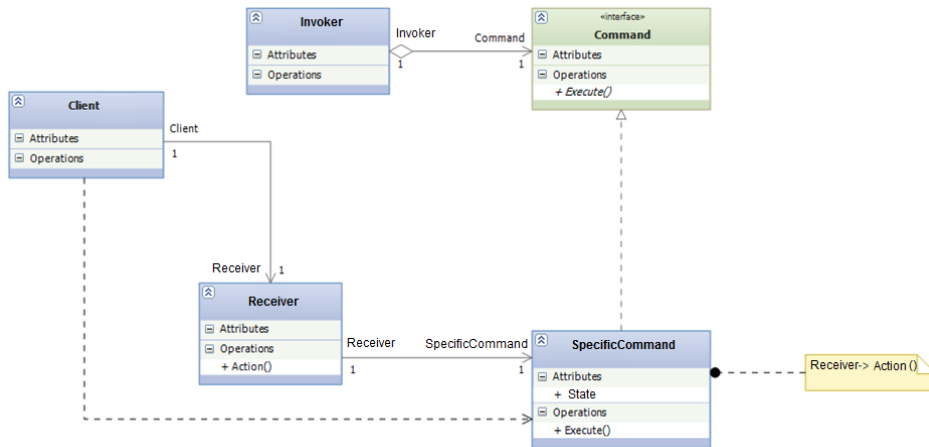 Invoker
Attributes
Operations
Invoker
1
Command
1
«interface»
Command
Attributes
Operations
+ Execute()
Client
Attributes
Operations
Client
1
Receiver
1
Receiver
Attributes
Operations
+ Action()
Receiver
1
SpecificCommand
1
SpecificCommand
Attributes
+ State
Operations
+ Execute()
Receiver-> Action ()